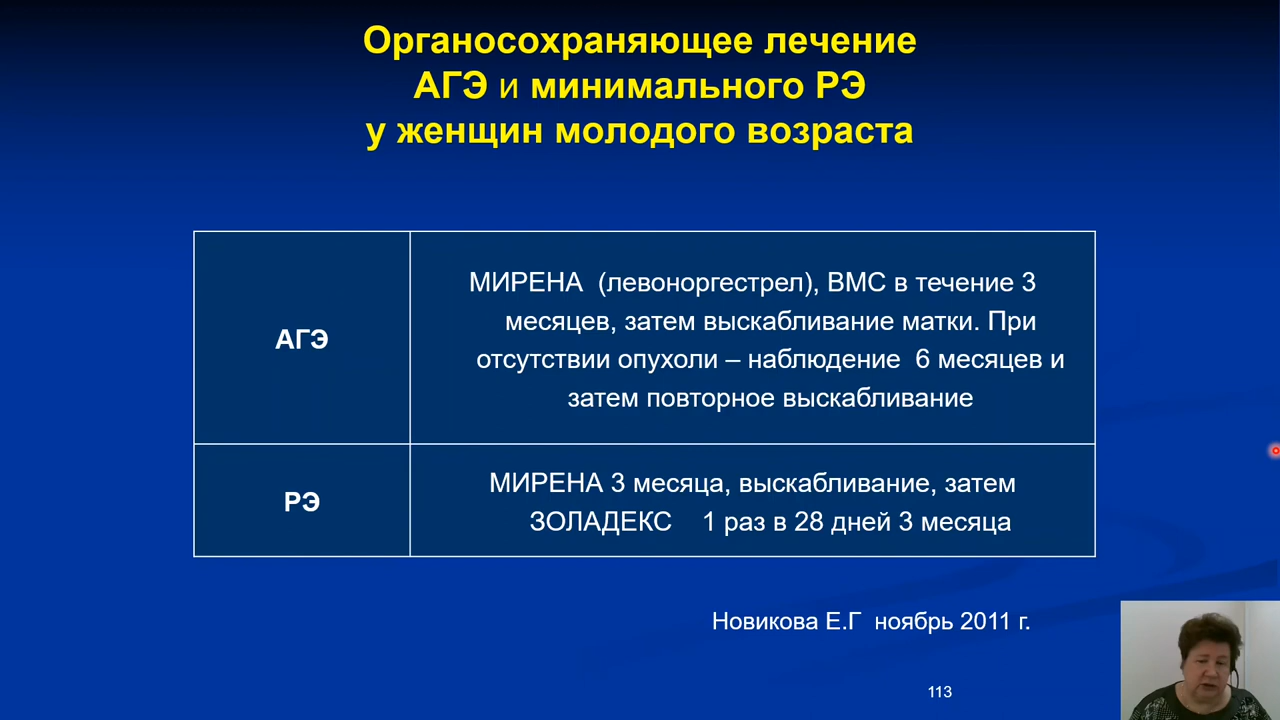 Органосохраняющее лечение
АГЭ и минимального РЭ
у женщин молодого возраста
АГЭ
МИРЕНА (левоноргестрел), ВМС в течение 3
месяцев, затем выскабливание матки. При
отсутствии опухоли – наблюдение 6 месяцев и
затем повторное выскабливание
РЭ
МИРЕНА 3 месяца, выскабливание, затем
ЗОЛАДЕКС 1 раз в 28 дней 3 месяца
Новикова Е.Г ноябрь 2011 г.
113